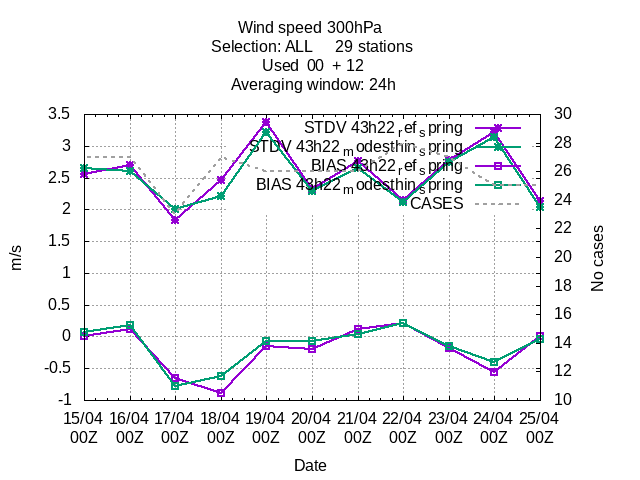 Wind speed 300hPa
Selection: ALL 29 stations
Used 00 + 12
Averaging window: 24h
3.5
3
2.5
2
1.5
1
0.5
0
-0.5
-1
m/s
30
28
26
24
22
20
18
16
14
12
10
No cases
STDV 43h22_ref_spring
STDV 43h22_modesthin_spring
BIAS 43h22_ref_spring
BIAS 43h22_modesthin_spring
CASES
15/04 16/04 17/04 18/04 19/04 20/04 21/04 22/04 23/04 24/04 25/04
00Z 00Z 00Z 00Z 00Z 00Z 00Z 00Z 00Z 00Z 00Z
Date